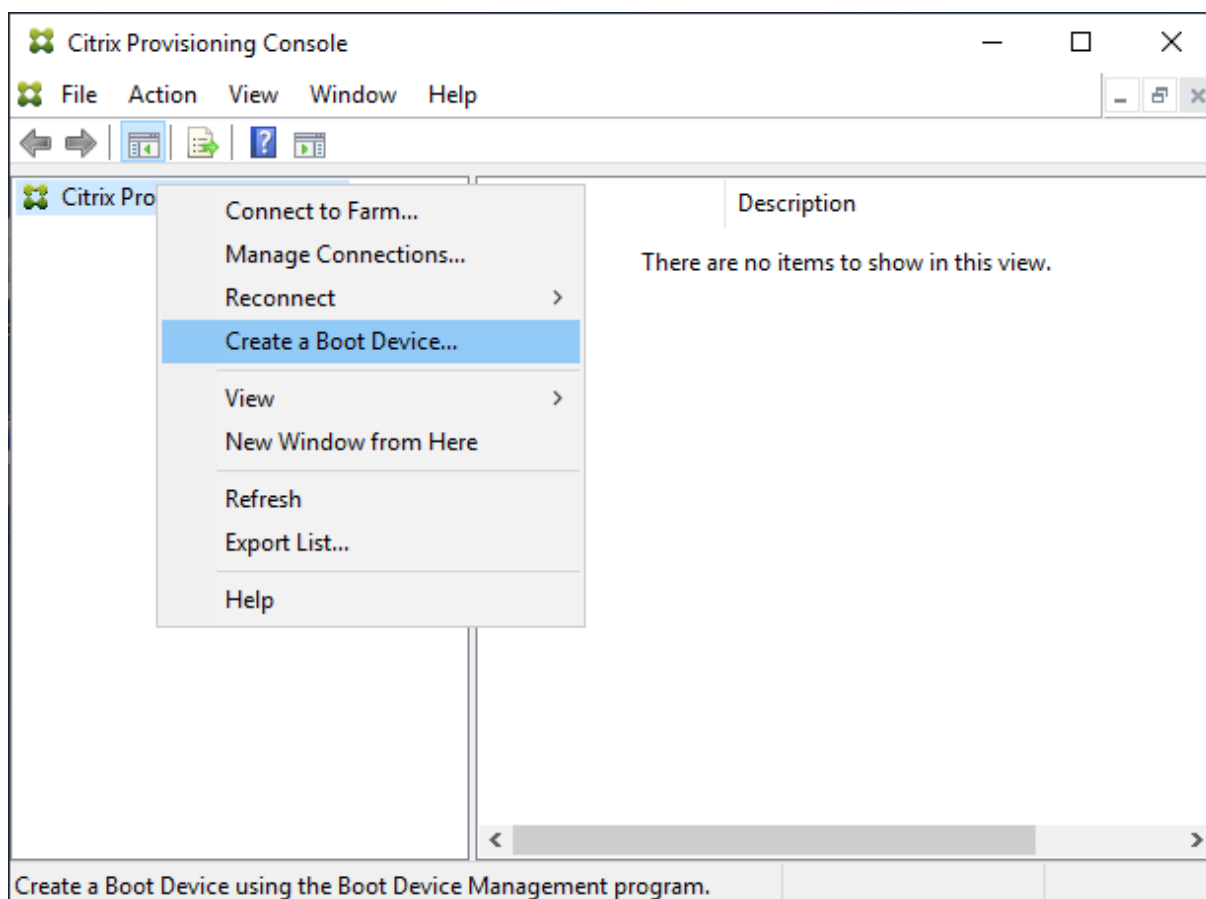 Citrix Provisioning Console
File Action View Window Help
Citrix Pro
Description
There are no items to show in this view.
Connect to Farm...
Manage Connections...
Reconnect
Create a Boot Device...
View
New Window from Here
Refresh
Export List...
Help
Create a Boot Device using the Boot Device Management program.